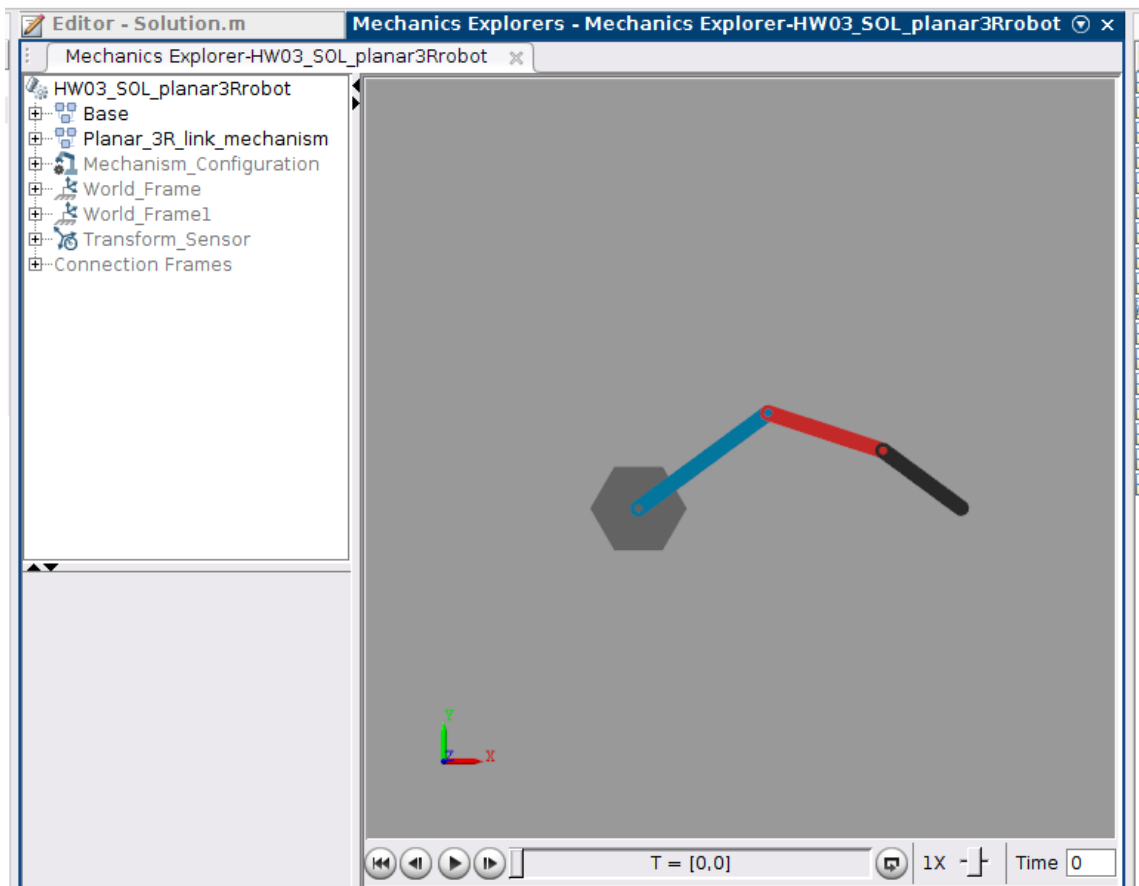 Editor - Solution.m
Mechanics Explorers - Mechanics Explorer-HW03_SOL_planar3Rrobot
Mechanics Explorer-HW03_SOL_planar3Rrobot
HW03_SOL_planar3Rrobot
Base
Planar_3R_link_mechanism
Mechanism_Configuration
World_Frame
World_Frame1
Transform_Sensor
Connection Frames
Y
Z
X
T = [0,0]
1X
Time 0